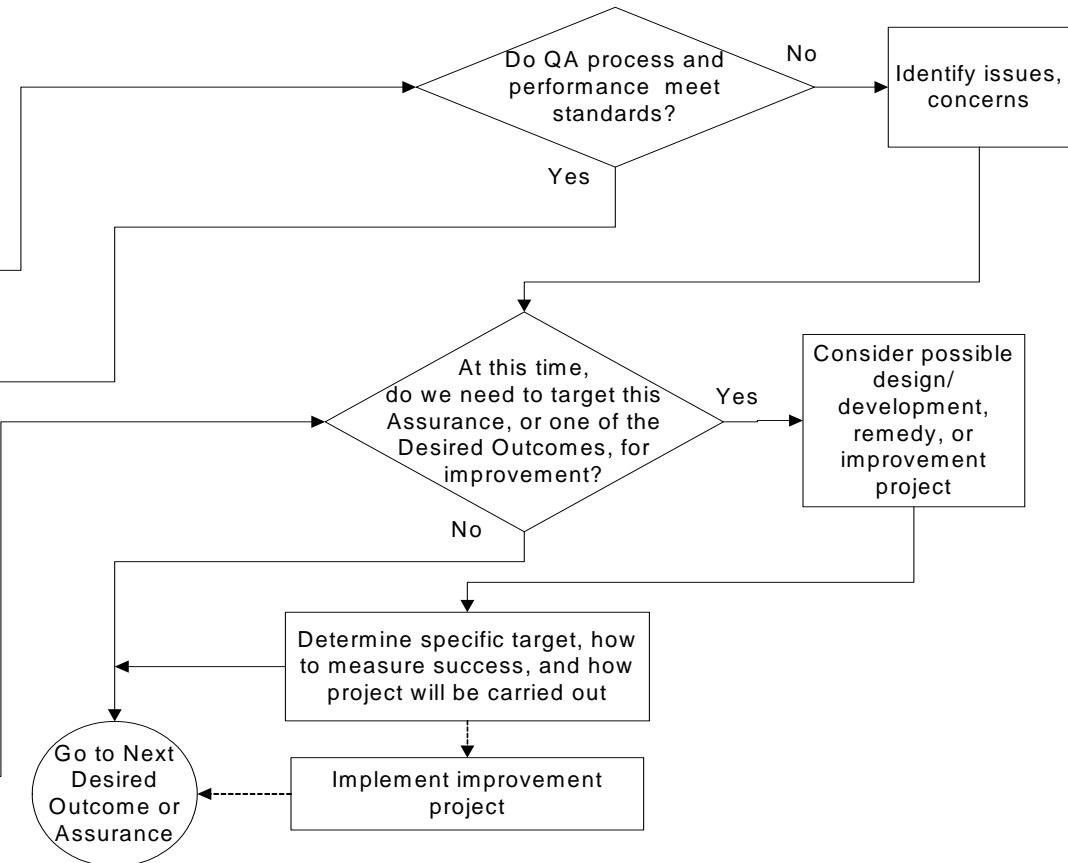 Do QA process and
performance meet
standards?
No
Identify issues,
concerns
Yes
At this time,
do we need to target this
Assurance, or one of the
Desired Outcomes, for
improvement?
Yes
Consider possible
design/
development,
remedy, or
improvement
project
No
Determine specific target, how
to measure success, and how
project will be carried out
Go to Next
Desired
Outcome or
Assurance
Implement improvement
project